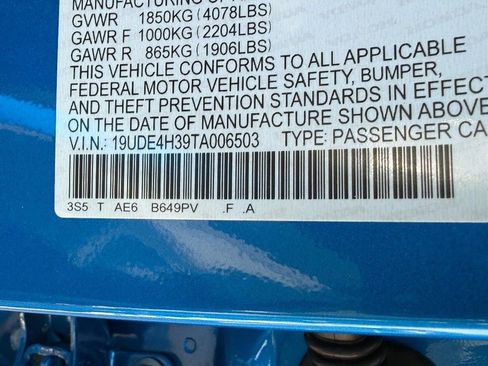 MANUFACTURING OF
GVWR 1850KG (4078LBS)
GAWR F 1000KG (2204LBS)
GAWR R 865KG (1906LBS)
THIS VEHICLE CONFORMS TO ALL APPLICABLE
FEDERAL MOTOR VEHICLE SAFETY, BUMPER,
AND THEFT PREVENTION STANDARDS IN EFFECT
ON THE DATE OF MANUFACTURE SHOWN ABOVE
V.I.N.: 19UDE4H39TA006503 TYPE: PASSENGER CA
3S5 T AE6 B649PV .F .A